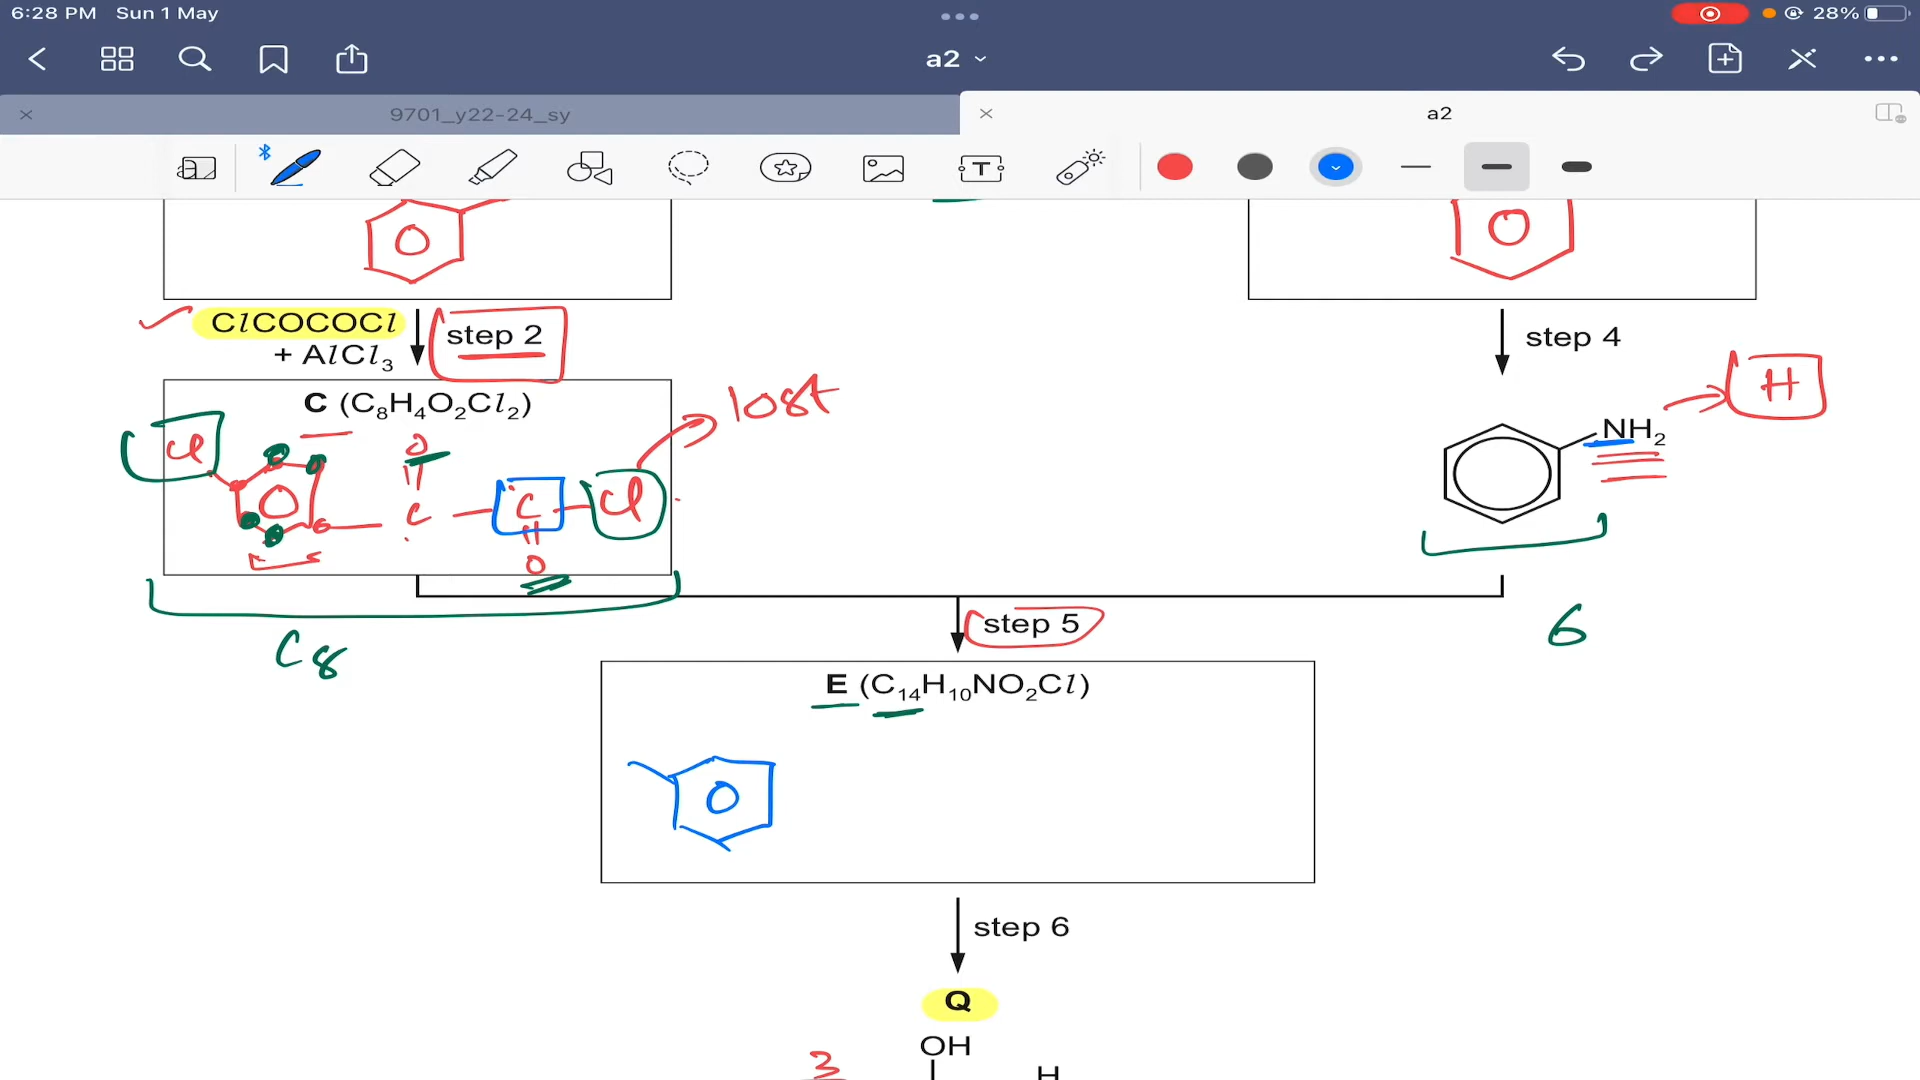 6:28 PM Sun 1 May
28%
a2
9701_y22-24_sy
a2
ClCOCOCl
+ AlCl₃
step 2
step 4
C (C₈H₄O₂Cl₂)
lost
H
NH₂
Cl
O
C
C
Cl
O
C8
step 5
6
E (C₁₄H₁₀NO₂Cl)
step 6
Q
OH
3
H